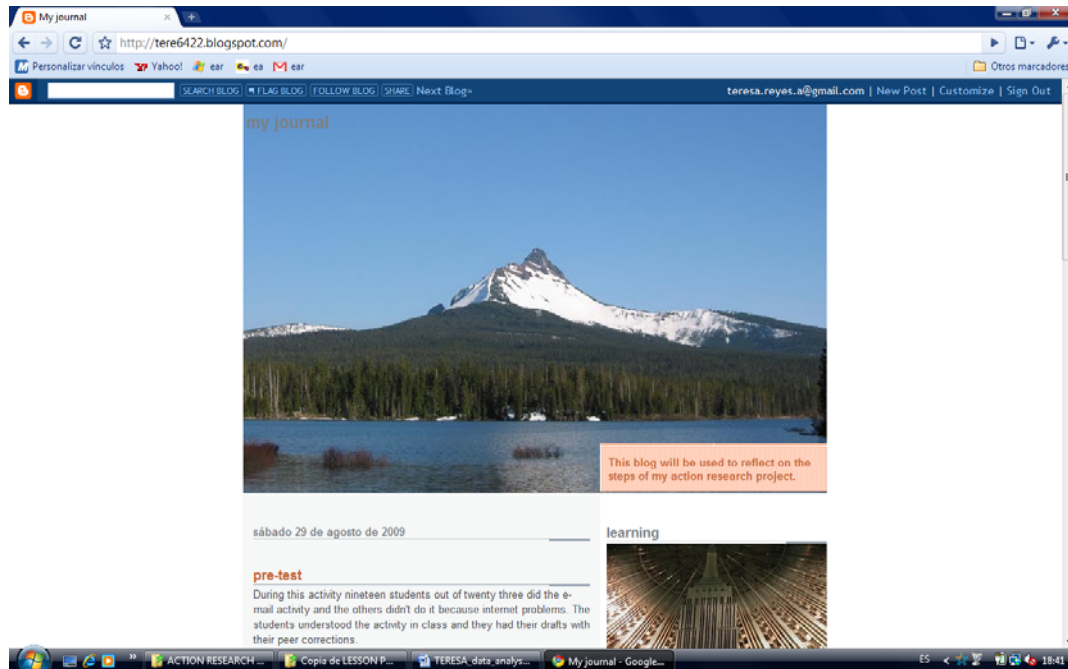 My journal
http://tere6422.blogspot.com/
Personalizar vínculos Yahoo! ear ea ear Otros marcadores
SEARCH BLOG FLAG BLOG FOLLOW BLOG SHARE Next Blog» teresa.reyes.a@gmail.com | New Post | Customize | Sign Out
my journal
This blog will be used to reflect on the
steps of my action research project.
sábado 29 de agosto de 2009
pre-test
During this activity nineteen students out of twenty three did the e-
mail activity and the others didn't do it because internet problems. The
students understood the activity in class and they had their drafts with
their peer corrections.
learning
ACTION RESEARCH ... Copia de LESSON P... TERESA_data_analys... My journal - Google... ES 18:41